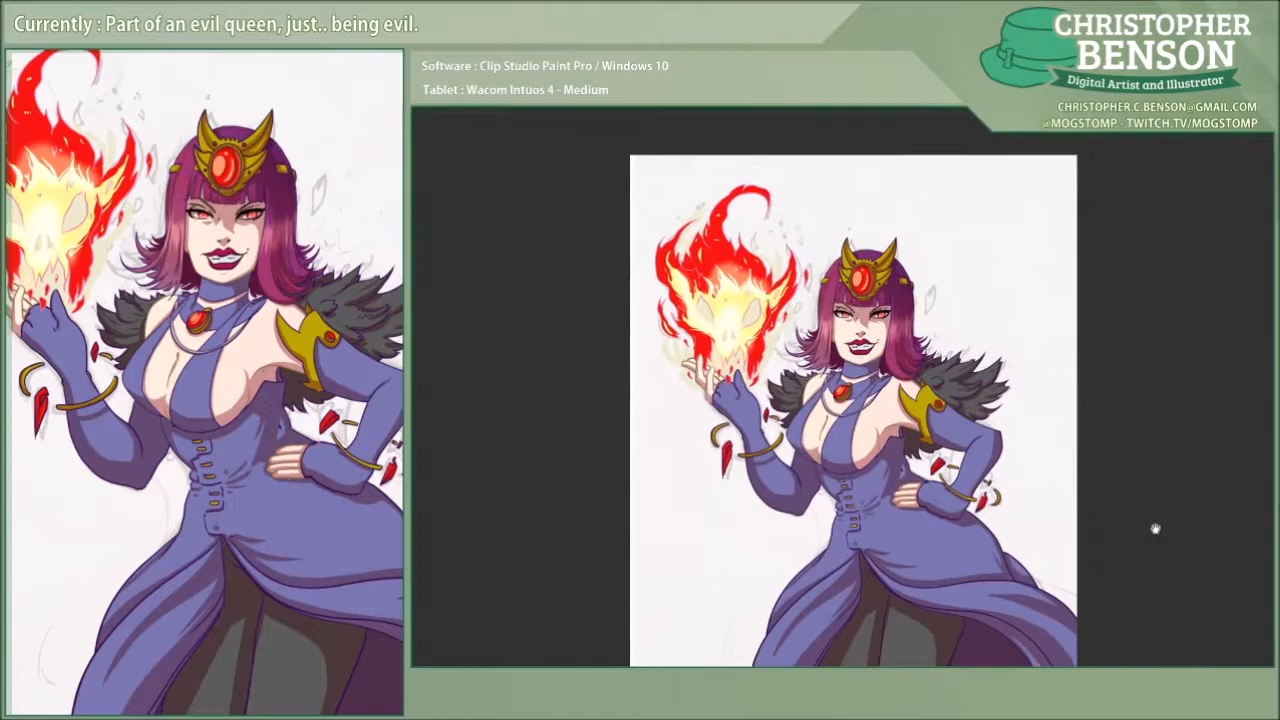 Currently : Part of an evil queen, just.. being evil.
Software : Clip Studio Paint Pro / Windows 10
Tablet : Wacom Intuos 4 - Medium
CHRISTOPHER
BENSON
Digital Artist and Illustrator
CHRISTOPHER.C.BENSON@GMAIL.COM
@MOGSTOMP - TWITCH.TV/MOGSTOMP